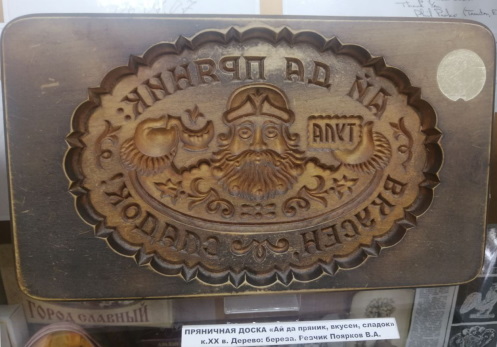 АЙ ДА ПРЯНИК:
ВКУСЕН, СЛАДОК!
ГОРОД СЛАВНЫЙ
ПРЯНИЧНАЯ ДОСКА «Ай да пряник, вкусен, сладок»
к.XX в. Дерево: береза. Резчик Поярков В.А.